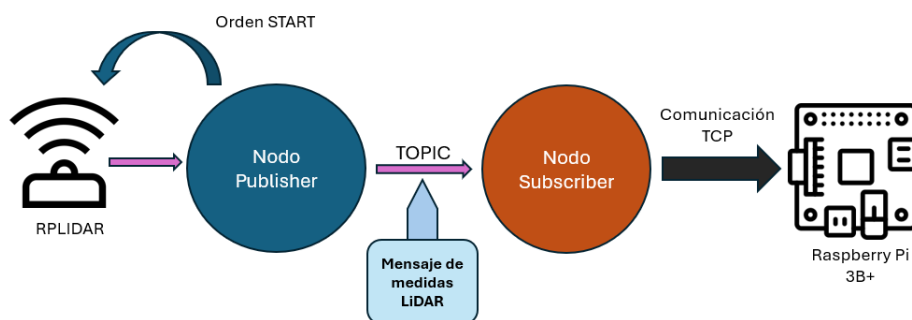 Orden START
RPLIDAR
Nodo
Publisher
TOPIC
Mensaje de
medidas
LiDAR
Nodo
Subscriber
Comunicación
TCP
Raspberry Pi
3B+